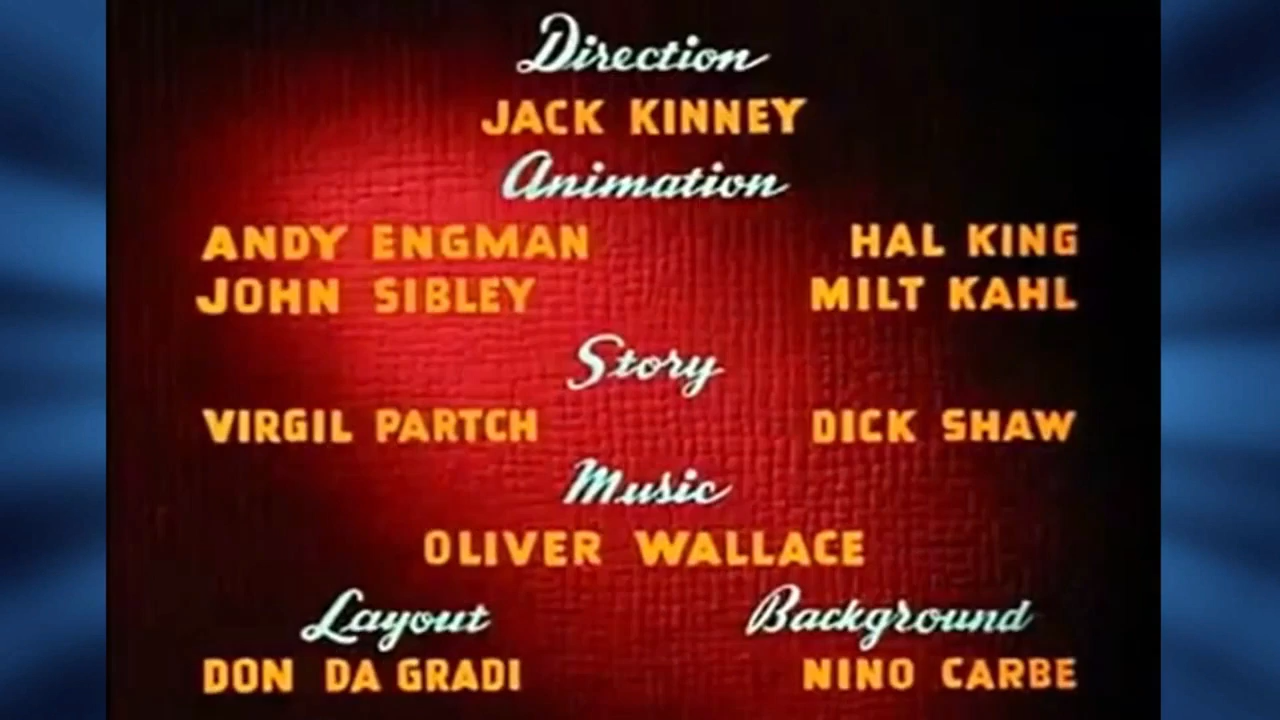 Direction
JACK KINNEY
Animation
ANDY ENGMAN HAL KING
JOHN SIBLEY MILT KAHL
Story
VIRGIL PARTCH DICK SHAW
Music
OLIVER WALLACE
Layout Background
DON DA GRADI NINO CARBE